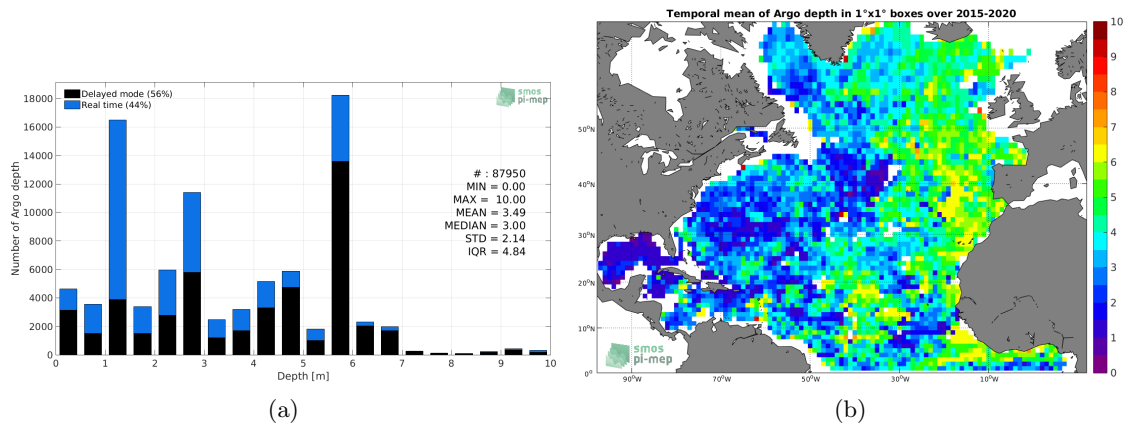 Delayed mode (56%)
Real time (44%)
smos
pi-mep
18000
16000
14000
12000
10000
8000
6000
4000
2000
0
Number of Argo depth
# : 87950
MIN = 0.00
MAX = 10.00
MEAN = 3.49
MEDIAN = 3.00
STD = 2.14
IQR = 4.84
0 1 2 3 4 5 6 7 8 9 10
Depth [m]
(a)
Temporal mean of Argo depth in 1°x1° boxes over 2015-2020
50°N
40°N
30°N
20°N
10°N
0°
90°W 70°W 50°W 30°W 10°W
smos
pi-mep
10
9
8
7
6
5
4
3
2
1
0
(b)